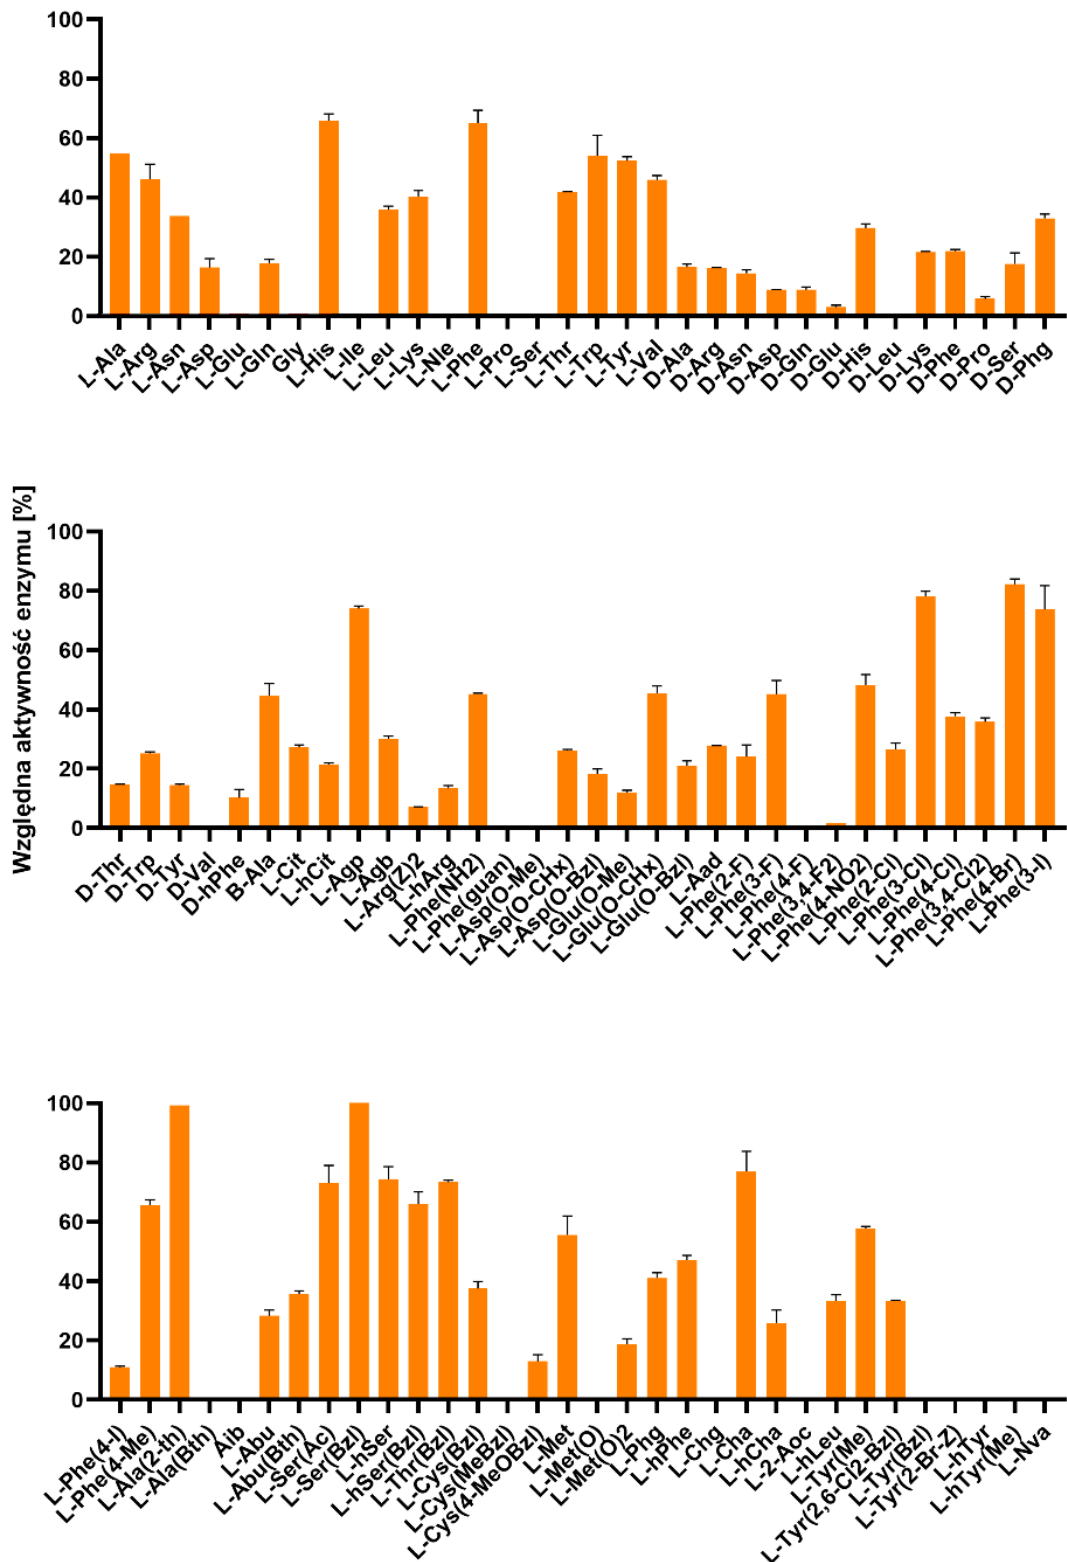 100
80
60
40
20
0
L-Ala
L-Arg
L-Asn
L-Asp
L-Glu
L-Gln
Gly
L-His
L-Ile
L-Leu
L-Lys
L-Nle
L-Phe
L-Pro
L-Ser
L-Thr
L-Trp
L-Tyr
L-Val
D-Ala
D-Arg
D-Asn
D-Asp
D-Gln
D-Glu
D-His
D-Leu
D-Lys
D-Phe
D-Pro
D-Ser
D-Phg
Względna aktywność enzymu [%]
100
80
60
40
20
0
D-Thr
D-Trp
D-Tyr
D-Val
D-hPhe
B-Ala
L-Cit
L-hCit
L-Agp
L-Agb
L-Arg(Z)2
L-hArg
L-Phe(NH2)
L-Phe(guan)
L-Asp(O-Me)
L-Asp(O-CHx)
L-Asp(O-Bzl)
L-Glu(O-Me)
L-Glu(O-CHx)
L-Glu(O-Bzl)
L-Aad
L-Phe(2-F)
L-Phe(3-F)
L-Phe(4-F)
L-Phe(3,4-F2)
L-Phe(4-NO2)
L-Phe(2-Cl)
L-Phe(3-Cl)
L-Phe(4-Cl)
L-Phe(3,4-Cl2)
L-Phe(4-Br)
L-Phe(3-I)
100
80
60
40
20
0
L-Phe(4-I)
L-Phe(4-Me)
L-Ala(2-th)
L-Ala(Bth)
Aib
L-Abu
L-Abu(Bth)
L-Ser(Ac)
L-Ser(Bzl)
L-hSer
L-hSer(Bzl)
L-Thr(Bzl)
L-Cys(Bzl)
L-Cys(MeBzl)
L-Cys(4-MeOBzl)
L-Met
L-Met(O)
L-Met(O)2
L-Phg
L-hPhe
L-Chg
L-Cha
L-hCha
L-2-Aoc
L-hLeu
L-Tyr(Me)
L-Tyr(2,6-Cl2-Bzl)
L-Tyr(Bzl)
L-Tyr(2-Br-Z)
L-hTyr
L-hTyr(Me)
L-Nva